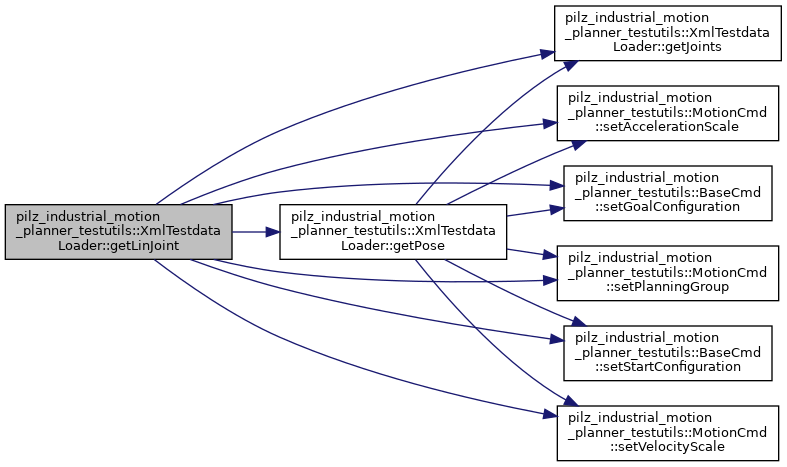 pilz_industrial_motion
_planner_testutils::XmlTestdata
Loader::getLinJoint
pilz_industrial_motion
_planner_testutils::XmlTestdata
Loader::getPose
pilz_industrial_motion
_planner_testutils::XmlTestdata
Loader::getJoints
pilz_industrial_motion
_planner_testutils::MotionCmd
::setAccelerationScale
pilz_industrial_motion
_planner_testutils::BaseCmd
::setGoalConfiguration
pilz_industrial_motion
_planner_testutils::MotionCmd
::setPlanningGroup
pilz_industrial_motion
_planner_testutils::BaseCmd
::setStartConfiguration
pilz_industrial_motion
_planner_testutils::MotionCmd
::setVelocityScale